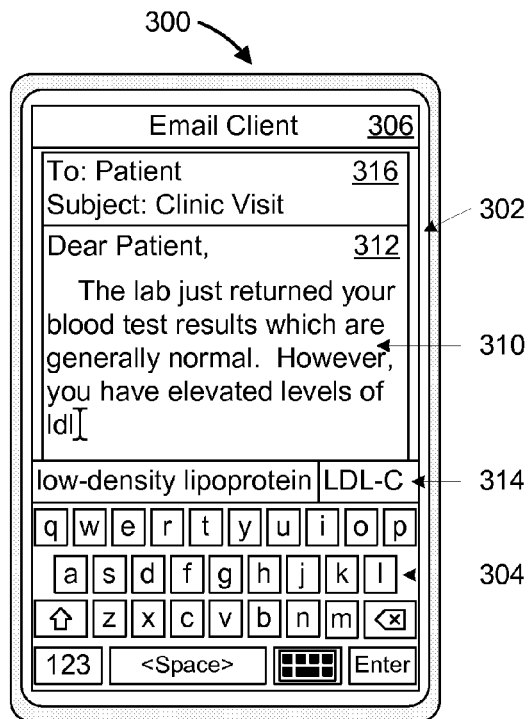 300
Email Client 306
To: Patient 316
Subject: Clinic Visit
302
Dear Patient, 312
The lab just returned your
blood test results which are
generally normal. However,
310
you have elevated levels of
ldl
low-density lipoprotein LDL-C
314
q w e r t y u i o p
a s d f g h j k l
304
z x c v b n m
123 <Space> Enter